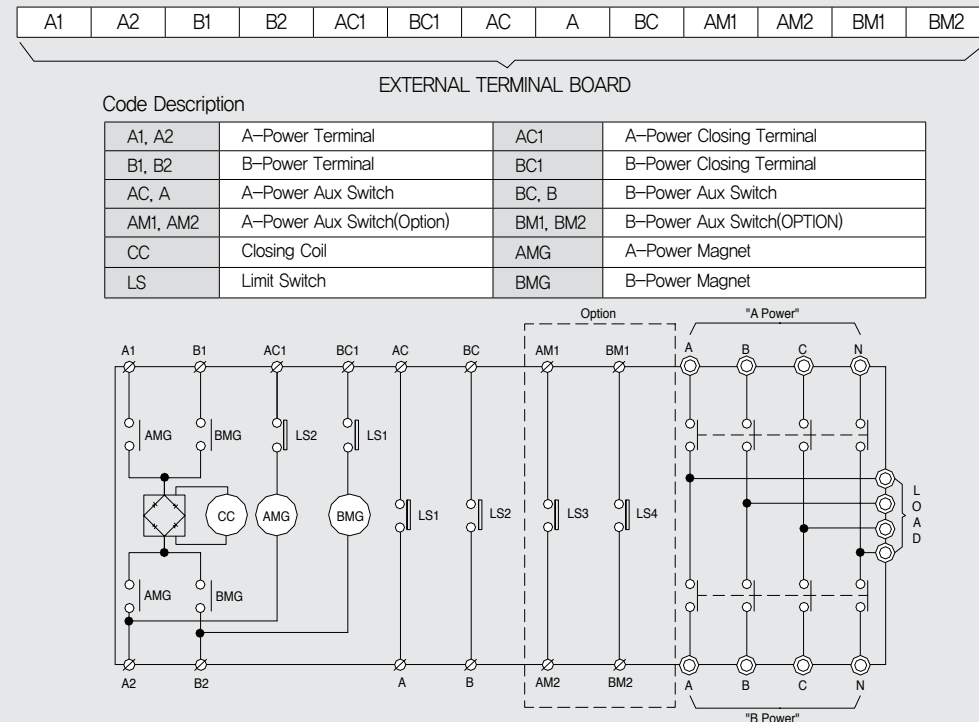 A1 A2 B1 B2 AC1 BC1 AC A BC AM1 AM2 BM1 BM2
EXTERNAL TERMINAL BOARD
Code Description
A1, A2 A-Power Terminal AC1 A-Power Closing Terminal
B1, B2 B-Power Terminal BC1 B-Power Closing Terminal
AC, A A-Power Aux Switch BC, B B-Power Aux Switch
AM1, AM2 A-Power Aux Switch(Option) BM1, BM2 B-Power Aux Switch(OPTION)
CC Closing Coil AMG A-Power Magnet
LS Limit Switch BMG B-Power Magnet
Option "A Power"
A1 B1 AC1 BC1 AC BC AM1 BM1 A B C N
AMG BMG LS2 LS1
CC AMG BMG LS1 LS2 LS3 LS4
LOAD
AMG BMG
A2 B2 A B AM2 BM2 A B C N
"B Power"